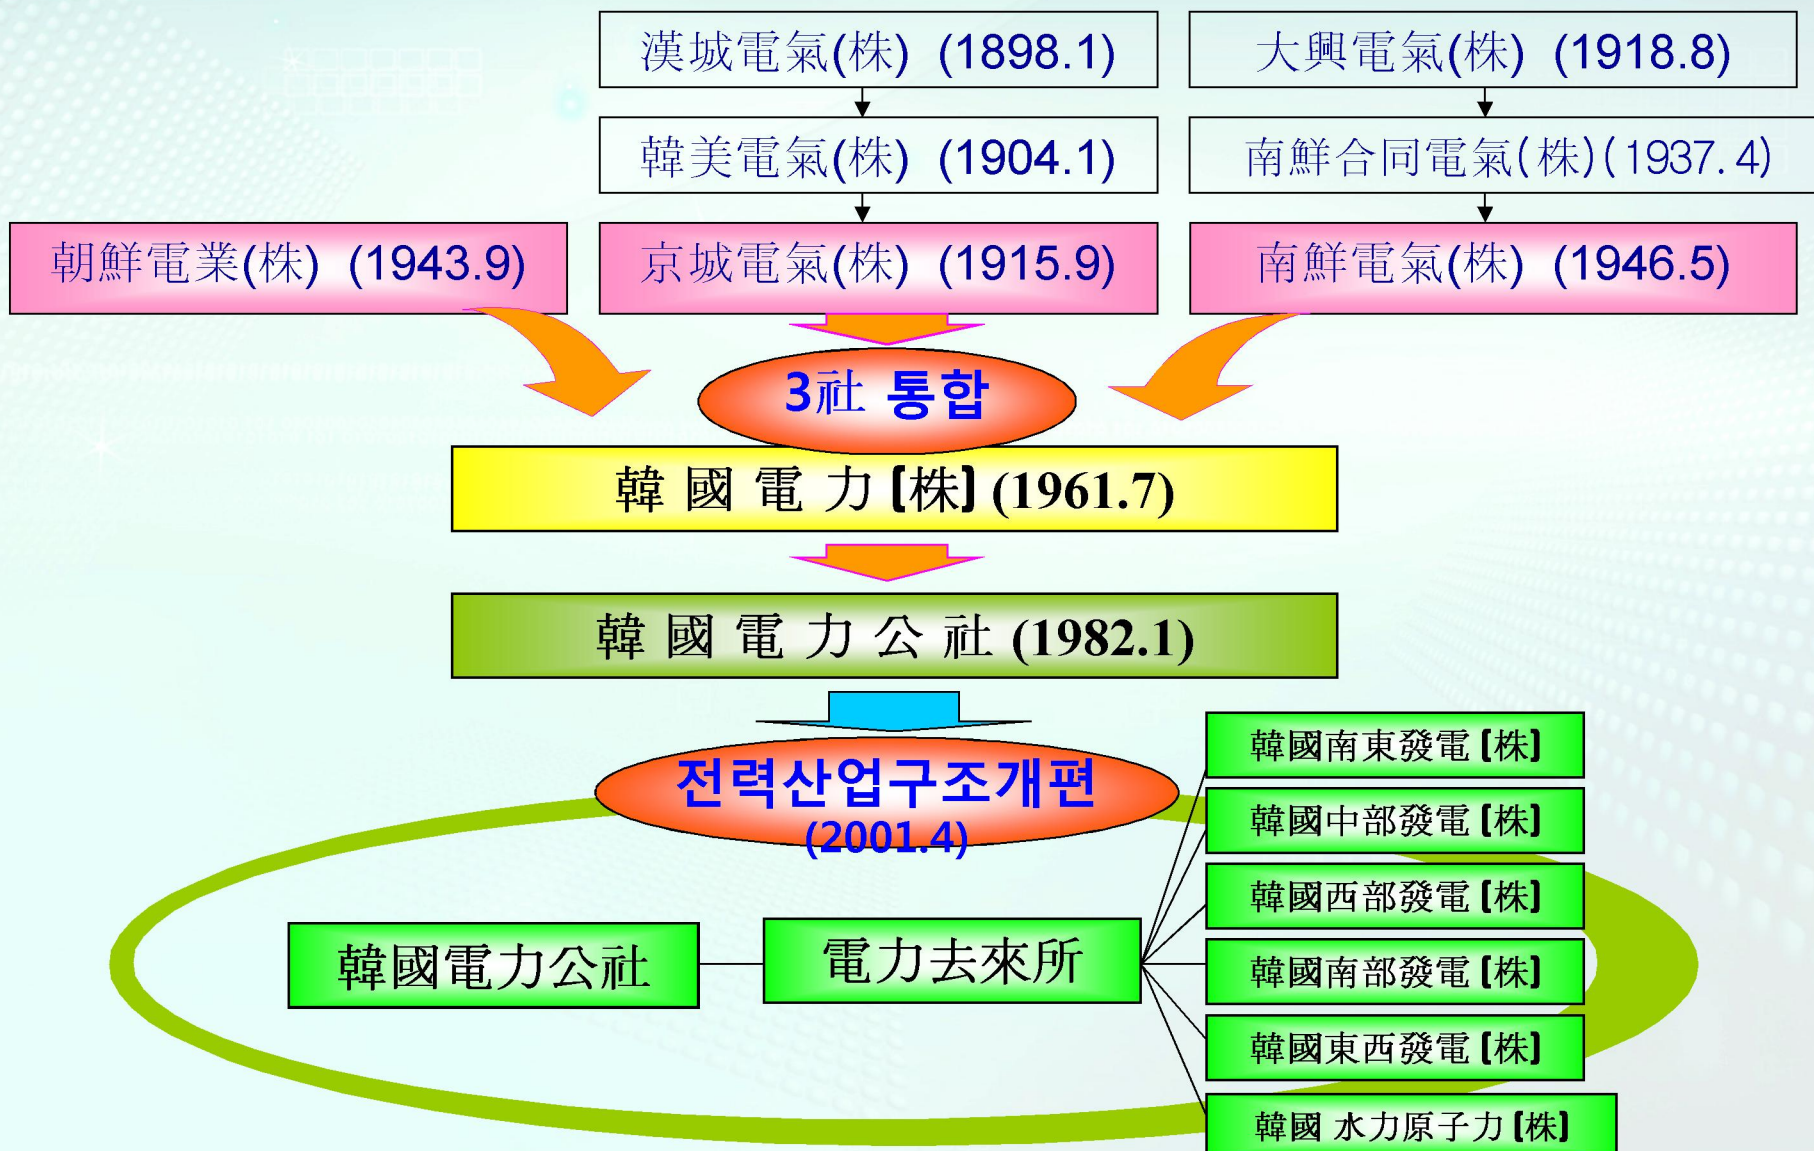 漢城電氣(株) (1898.1)
大興電氣(株) (1918.8)
韓美電氣(株) (1904.1)
南鮮合同電氣(株)(1937.4)
朝鮮電業(株) (1943.9)
京城電氣(株) (1915.9)
南鮮電氣(株) (1946.5)
3社 통합
韓 國 電 力 [株] (1961.7)
韓 國 電 力 公 社 (1982.1)
전력산업구조개편
(2001.4)
韓國電力公社
電力去來所
韓國南東發電 [株]
韓國中部發電 [株]
韓國西部發電 [株]
韓國南部發電 [株]
韓國東西發電 [株]
韓國 水力原子力 [株]